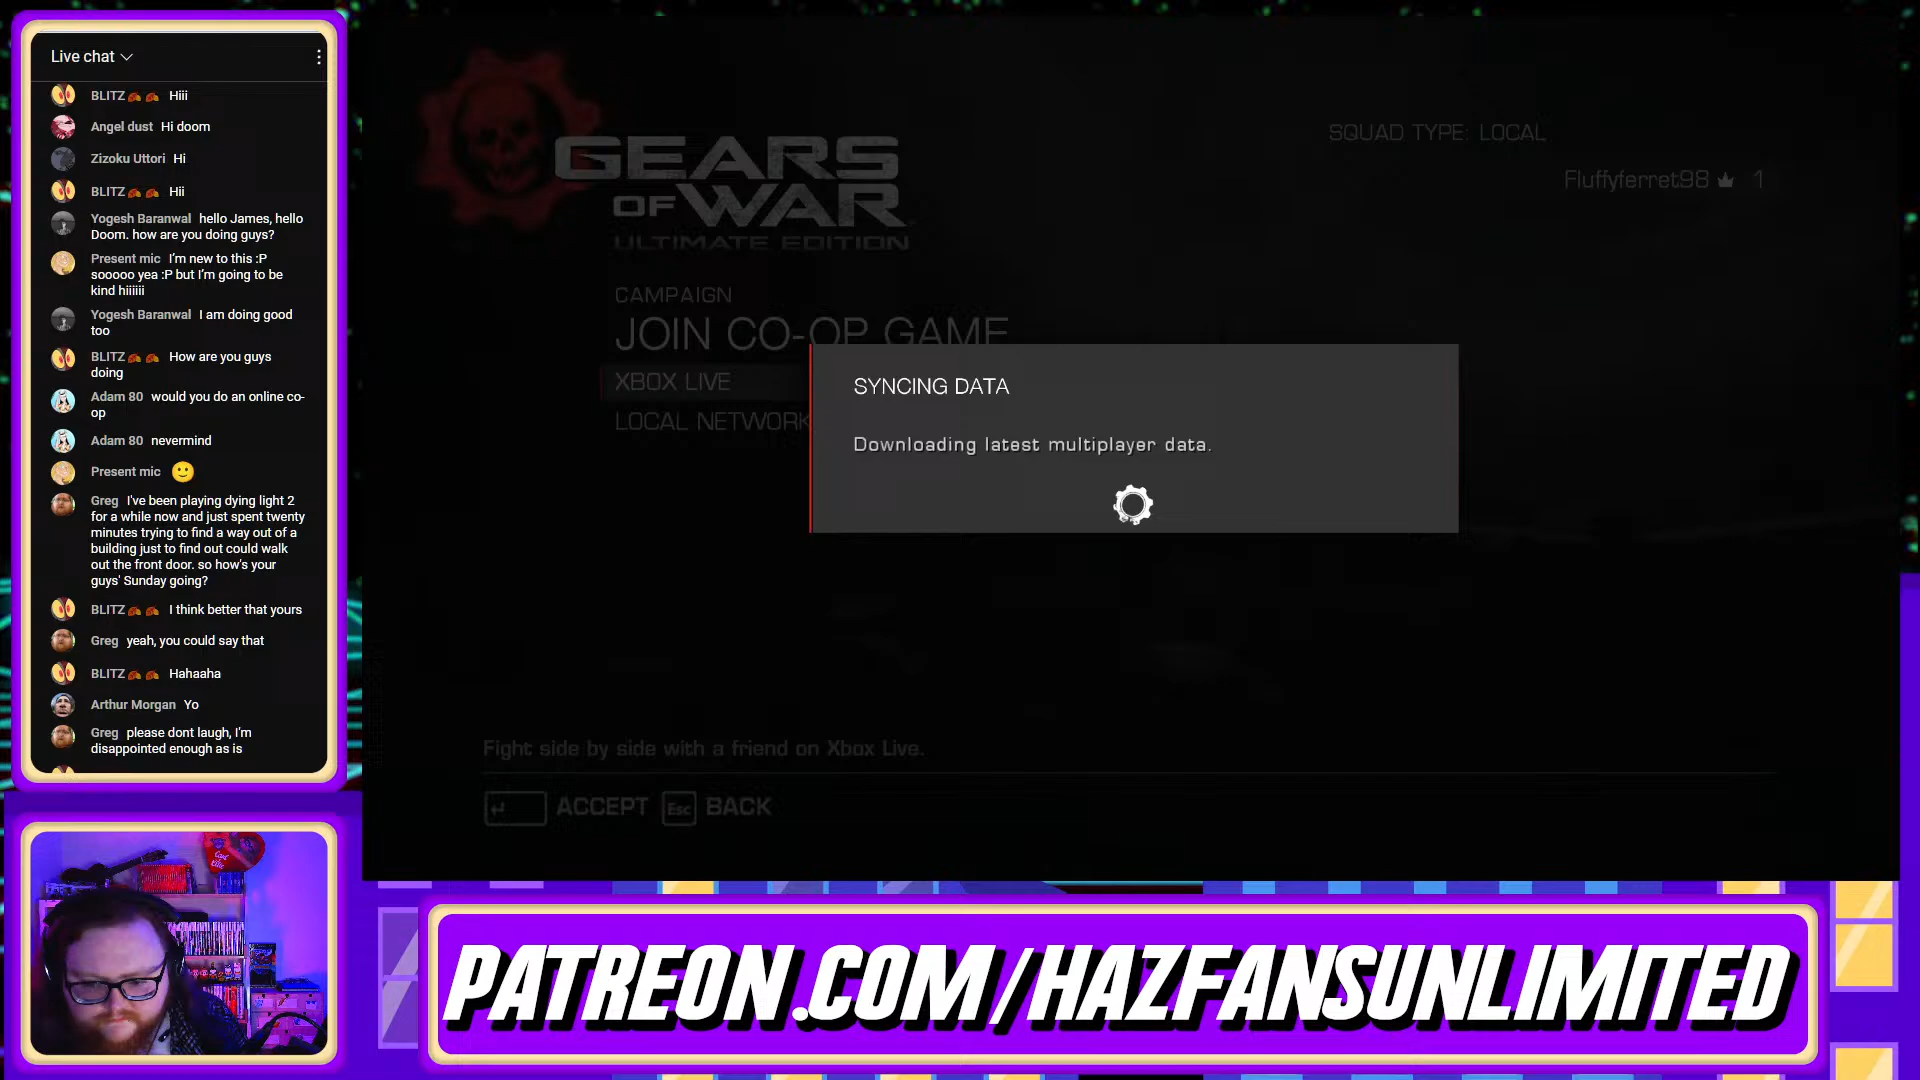 Live chat
BLITZ Hiii
Angel dust Hi doom
Zizoku Uttori Hi
BLITZ Hii
Yogesh Baranwal hello James, hello
Doom. how are you doing guys?
Present mic I'm new to this :P
sooooo yea :P but I'm going to be
kind hiiiiii
Yogesh Baranwal I am doing good
too
BLITZ How are you guys
doing
Adam 80 would you do an online co-
op
Adam 80 nevermind
Present mic
Greg I've been playing dying light 2
for a while now and just spent twenty
minutes trying to find a way out of a
building just to find out could walk
out the front door. so how's your
guys' Sunday going?
BLITZ I think better that yours
Greg yeah, you could say that
BLITZ Hahaaha
Arthur Morgan Yo
Greg please dont laugh, I'm
disappointed enough as is
GEARS
OF WAR
ULTIMATE EDITION
SQUAD TYPE: LOCAL
Fluffyferret98 1
CAMPAIGN
JOIN CO-OP GAME
XBOX LIVE
LOCAL NETWORK
SYNCING DATA
Downloading latest multiplayer data.
Fight side by side with a friend on Xbox Live.
ACCEPT Esc BACK
PATREON.COM/HAZFANSUNLIMITED